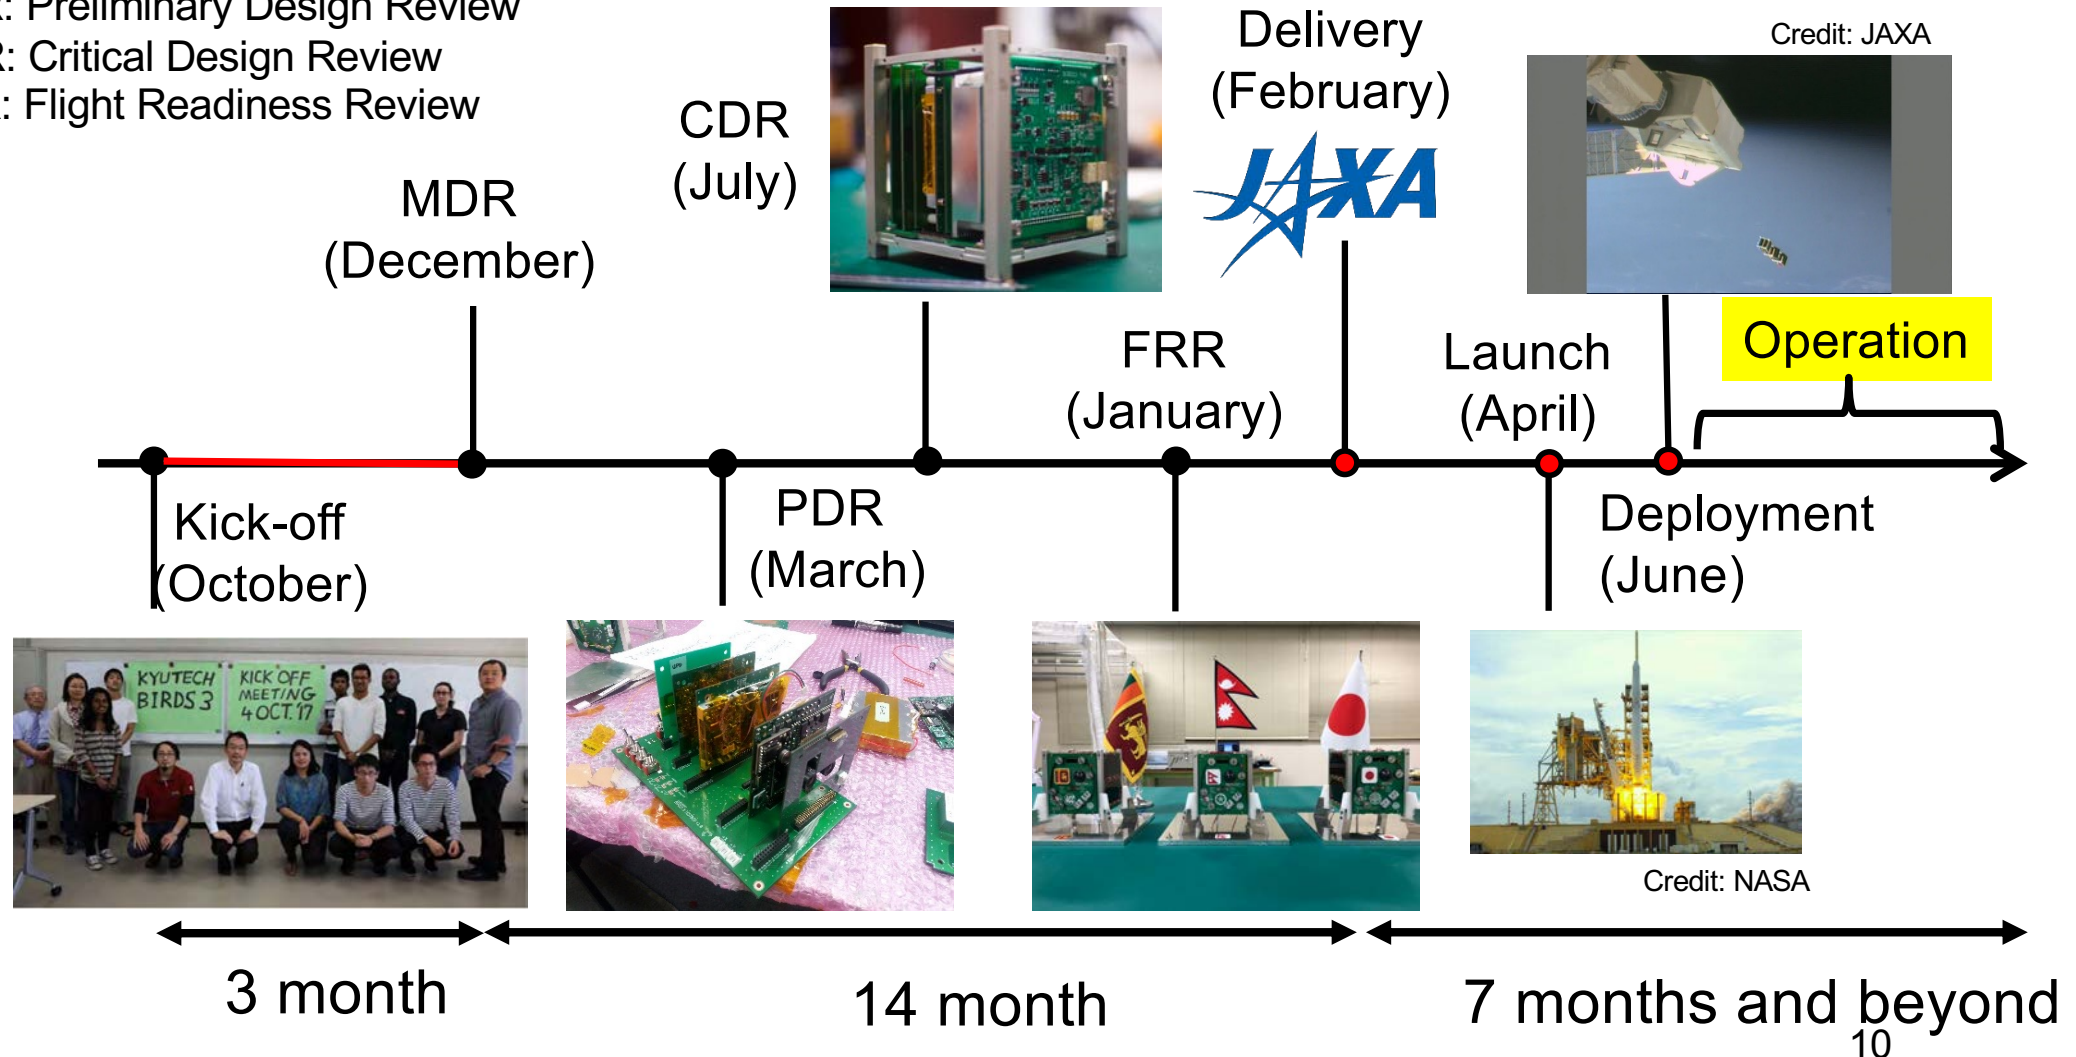 : Preliminary Design Review
: Critical Design Review
: Flight Readiness Review
MDR
(December)
CDR
(July)
Delivery
(February)
JAXA
Credit: JAXA
FRR
(January)
Launch
(April)
Operation
Kick-off
(October)
PDR
(March)
Deployment
(June)
KYUTECH
BIRDS 3
KICK OFF
MEETING
4 OCT. '17
Credit: NASA
3 month
14 month
7 months and beyond
10